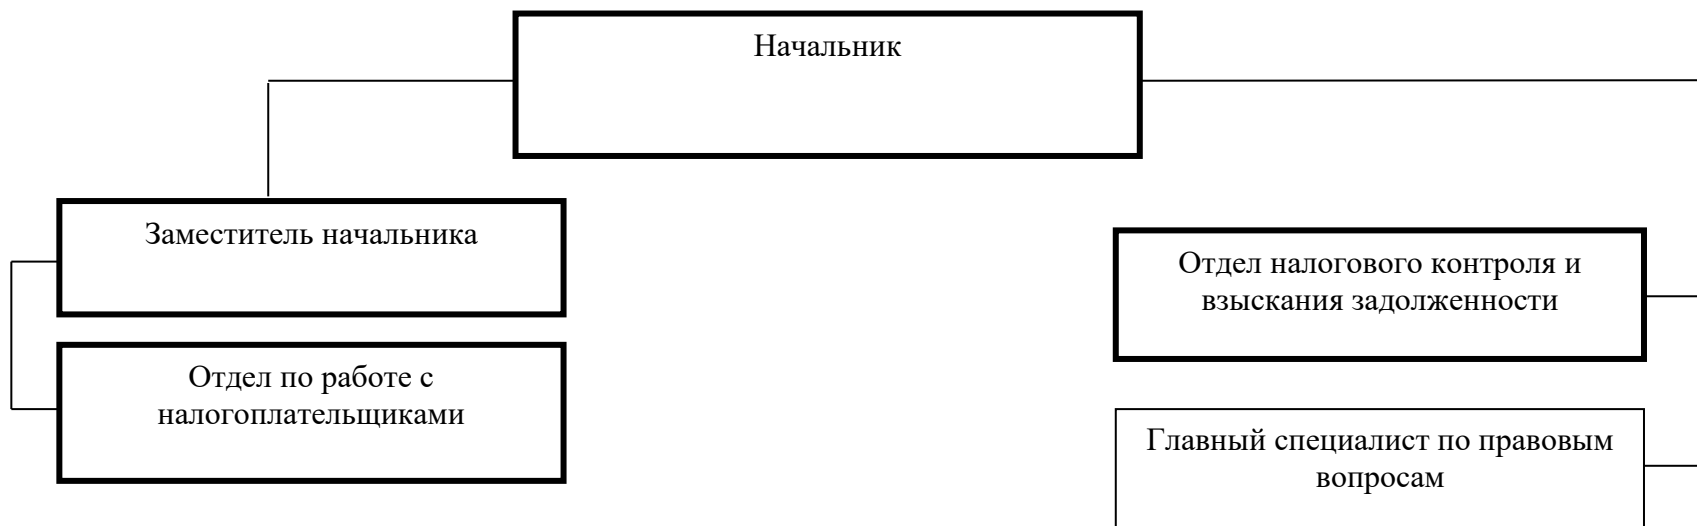 Начальник
Заместитель начальника
Отдел по работе с
налогоплательщиками
Отдел налогового контроля и
взыскания задолженности
Главный специалист по правовым
вопросам